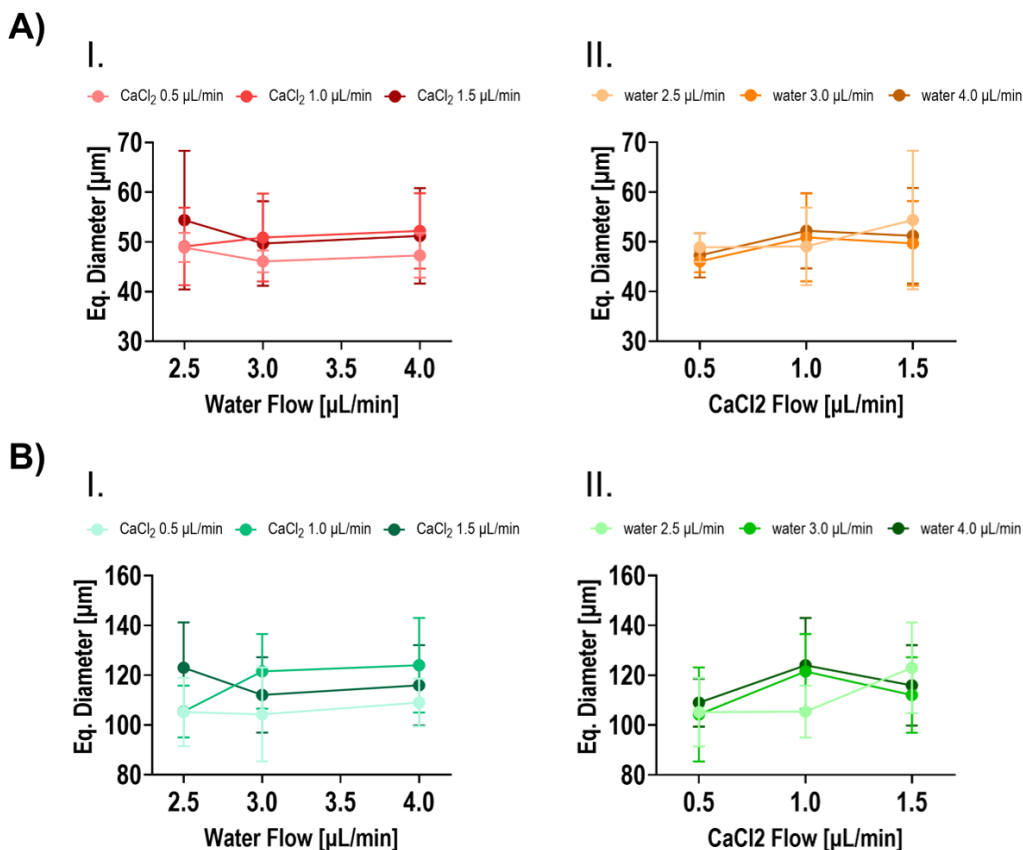 A)
I.
CaCl₂ 0.5 µL/min CaCl₂ 1.0 µL/min CaCl₂ 1.5 µL/min
Eq. Diameter [µm]
70
60
50
40
30
2.5 3.0 3.5 4.0
Water Flow [µL/min]
II.
water 2.5 µL/min water 3.0 µL/min water 4.0 µL/min
Eq. Diameter [µm]
70
60
50
40
30
0.5 1.0 1.5
CaCl2 Flow [µL/min]
B)
I.
CaCl₂ 0.5 µL/min CaCl₂ 1.0 µL/min CaCl₂ 1.5 µL/min
Eq. Diameter [µm]
160
140
120
100
80
2.5 3.0 3.5 4.0
Water Flow [µL/min]
II.
water 2.5 µL/min water 3.0 µL/min water 4.0 µL/min
Eq. Diameter [µm]
160
140
120
100
80
0.5 1.0 1.5
CaCl2 Flow [µL/min]